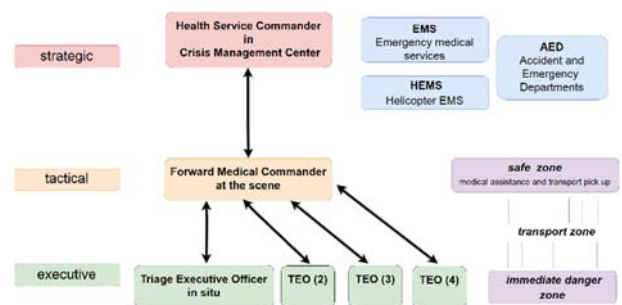 strategic
Health Service Commander
in
Crisis Management Center
EMS
Emergency medical
services
HEMS
Helicopter EMS
AED
Accident and
Emergency
Departments
tactical
Forward Medical Commander
at the scene
safe zone
medical assistance and transport pick up
transport zone
executive
Triage Executive Officer
in situ
TEO (2)
TEO (3)
TEO (4)
immediate danger
zone